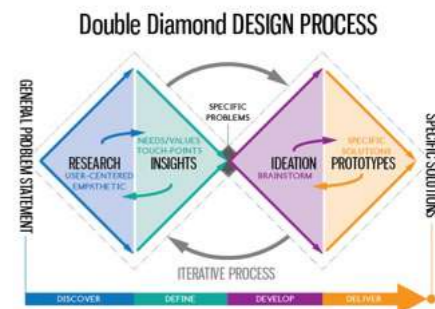 Double Diamond DESIGN PROCESS
GENERAL PROBLEM STATEMENT
SPECIFIC
PROBLEMS
NEEDS/VALUES
TOUCH-POINTS
RESEARCH
USER-CENTERED
EMPATHETIC
INSIGHTS
IDEATION
BRAINSTORM
SPECIFIC
SOLUTIONS
PROTOTYPES
SPECIFIC SOLUTIONS
ITERATIVE PROCESS
DISCOVER
DEFINE
DEVELOP
DELIVER